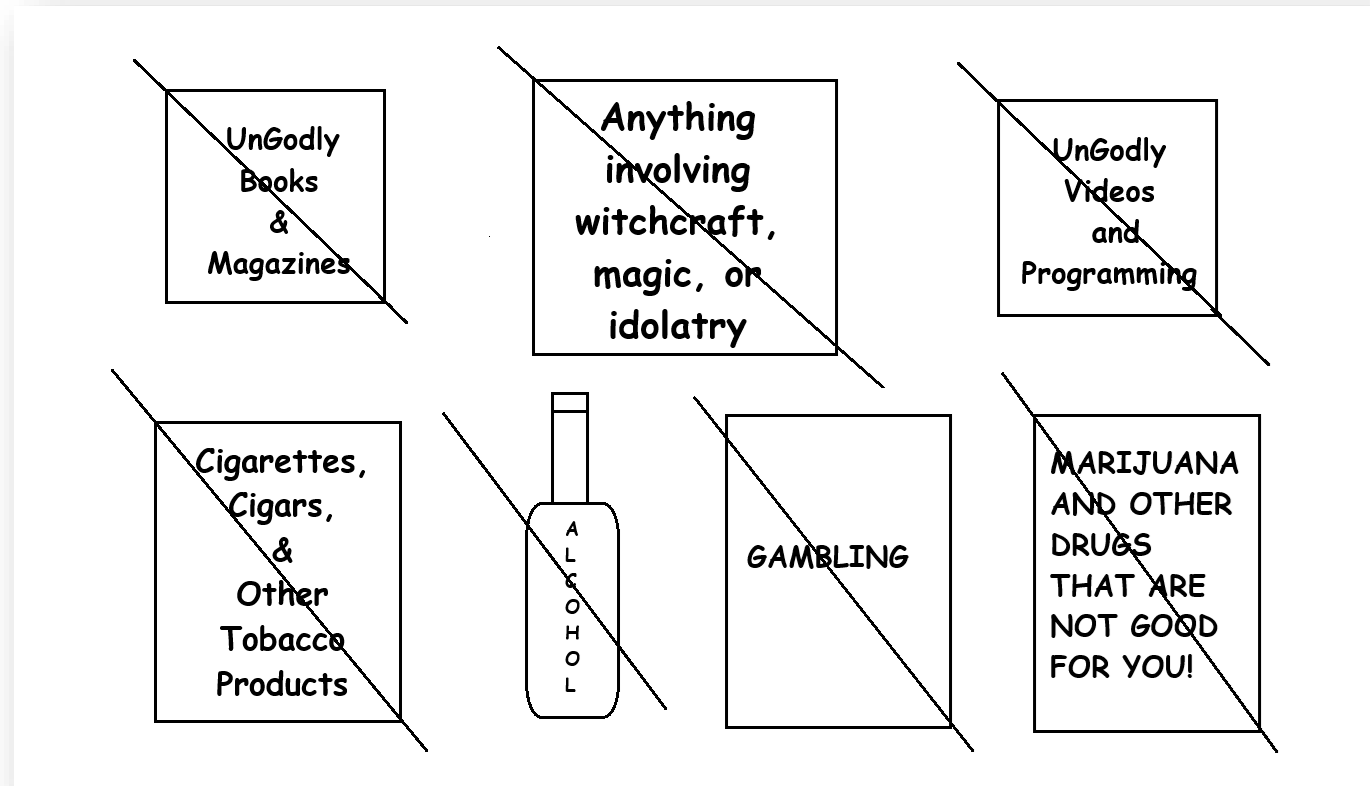 UnGodly
Books
&
Magazines
Anything
involving
witchcraft,
magic, or
idolatry
UnGodly
Videos
and
Programming
Cigarettes,
Cigars,
&
Other
Tobacco
Products
A
L
C
O
H
O
L
GAMBLING
MARIJUANA
AND OTHER
DRUGS
THAT ARE
NOT GOOD
FOR YOU!